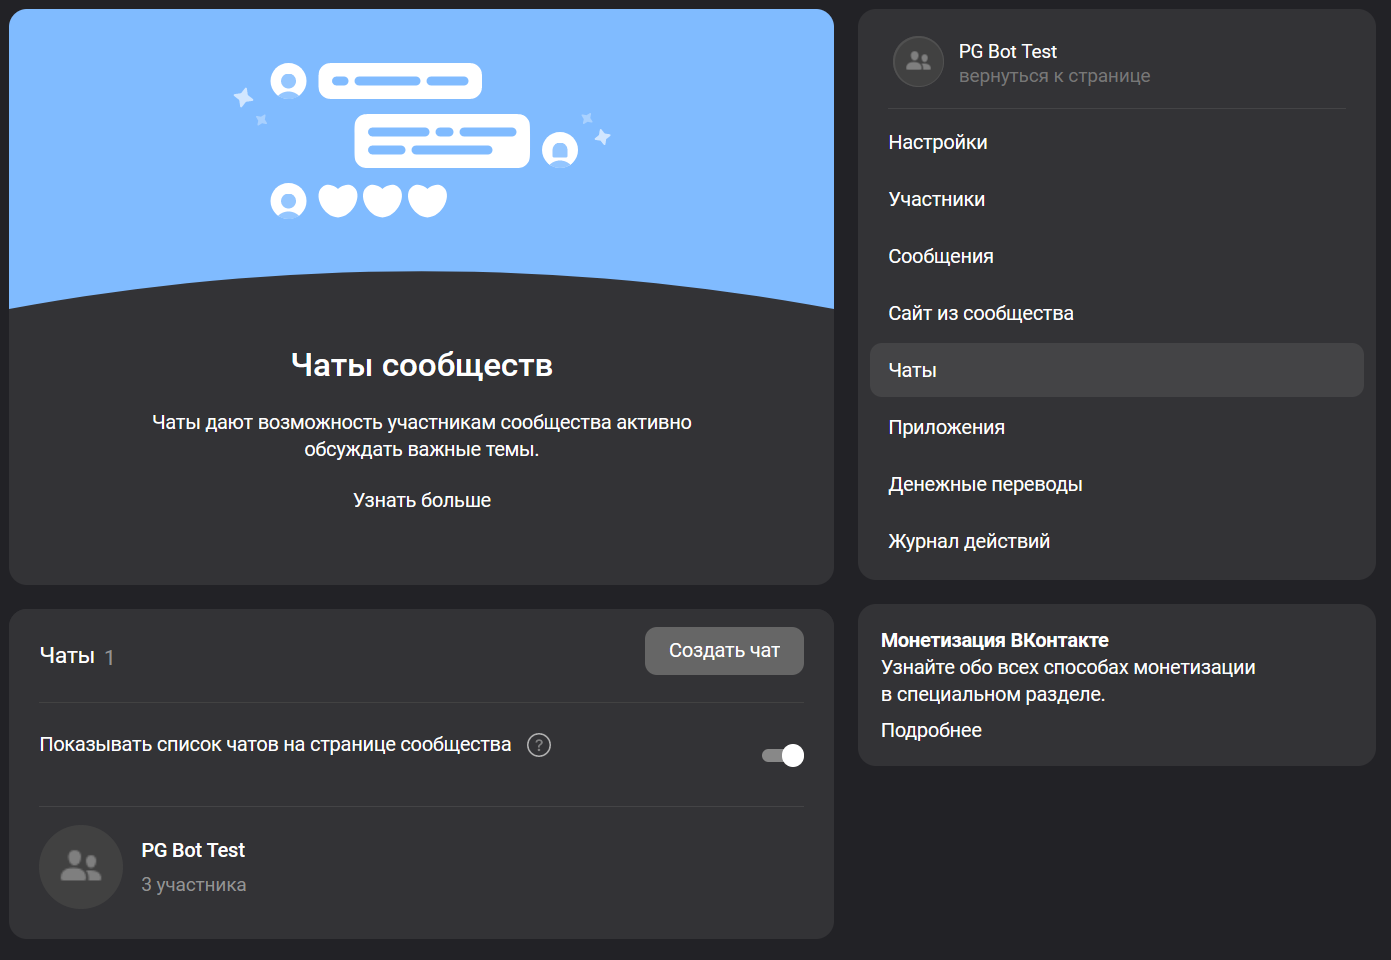 Чаты сообществ
Чаты дают возможность участникам сообщества активно
обсуждать важные темы.
Узнать больше
Чаты 1
Создать чат
Показывать список чатов на странице сообщества ?
PG Bot Test
3 участника
PG Bot Test
вернуться к странице
Настройки
Участники
Сообщения
Сайт из сообщества
Чаты
Приложения
Денежные переводы
Журнал действий
Монетизация ВКонтакте
Узнайте обо всех способах монетизации
в специальном разделе.
Подробнее